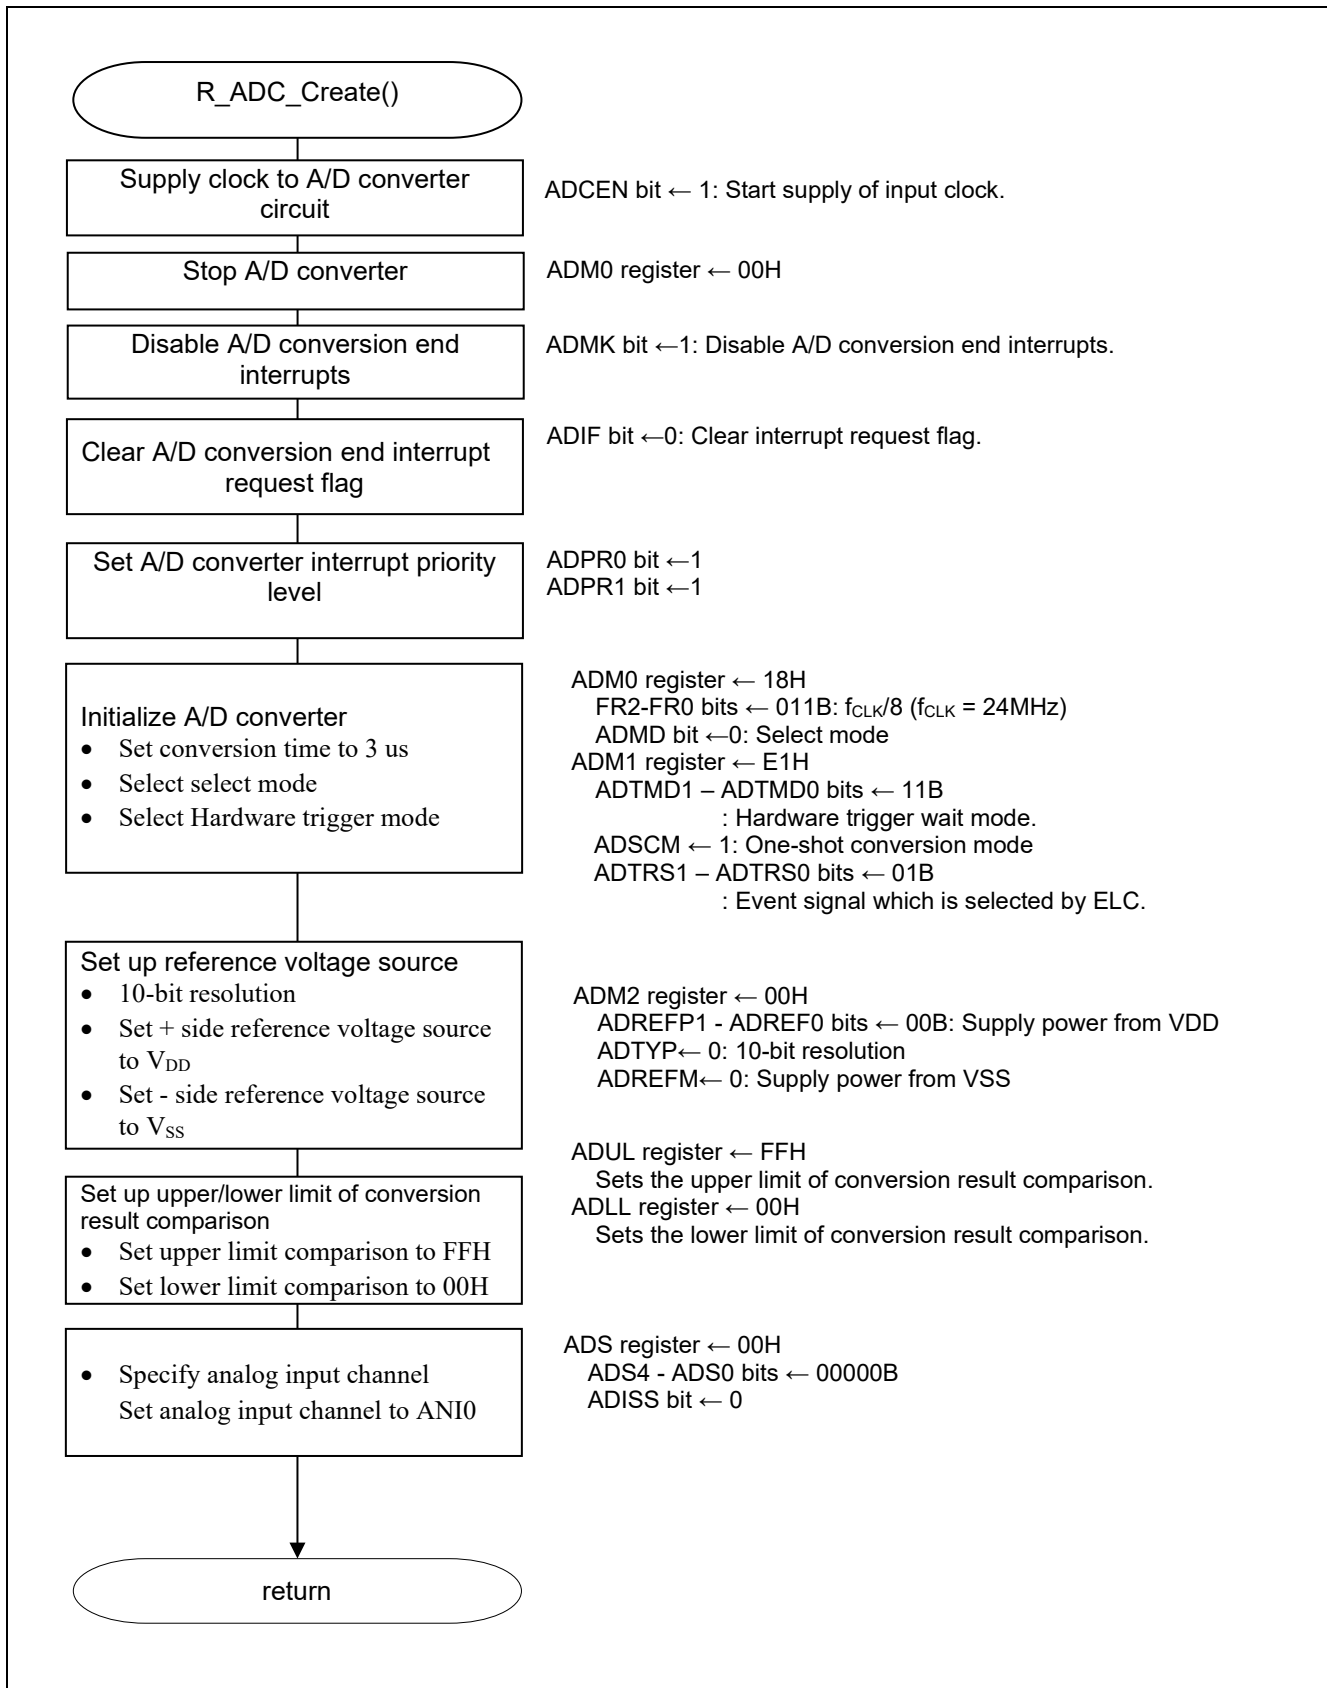 R_ADC_Create()
Supply clock to A/D converter
circuit
ADCEN bit ← 1: Start supply of input clock.
Stop A/D converter
ADM0 register ← 00H
Disable A/D conversion end
interrupts
ADMK bit ←1: Disable A/D conversion end interrupts.
Clear A/D conversion end interrupt
request flag
ADIF bit ←0: Clear interrupt request flag.
Set A/D converter interrupt priority
level
ADPR0 bit ←1
ADPR1 bit ←1
Initialize A/D converter
• Set conversion time to 3 us
• Select select mode
• Select Hardware trigger mode
ADM0 register ← 18H
FR2-FR0 bits ← 011B: fCLK/8 (fCLK = 24MHz)
ADMD bit ←0: Select mode
ADM1 register ← E1H
ADTMD1 – ADTMD0 bits ← 11B
: Hardware trigger wait mode.
ADSCM ← 1: One-shot conversion mode
ADTRS1 – ADTRS0 bits ← 01B
: Event signal which is selected by ELC.
Set up reference voltage source
• 10-bit resolution
• Set + side reference voltage source
to VDD
• Set - side reference voltage source
to VSS
ADM2 register ← 00H
ADREFP1 - ADREF0 bits ← 00B: Supply power from VDD
ADTYP← 0: 10-bit resolution
ADREFM← 0: Supply power from VSS
Set up upper/lower limit of conversion
result comparison
• Set upper limit comparison to FFH
• Set lower limit comparison to 00H
ADUL register ← FFH
Sets the upper limit of conversion result comparison.
ADLL register ← 00H
Sets the lower limit of conversion result comparison.
• Specify analog input channel
Set analog input channel to ANI0
ADS register ← 00H
ADS4 - ADS0 bits ← 00000B
ADISS bit ← 0
return